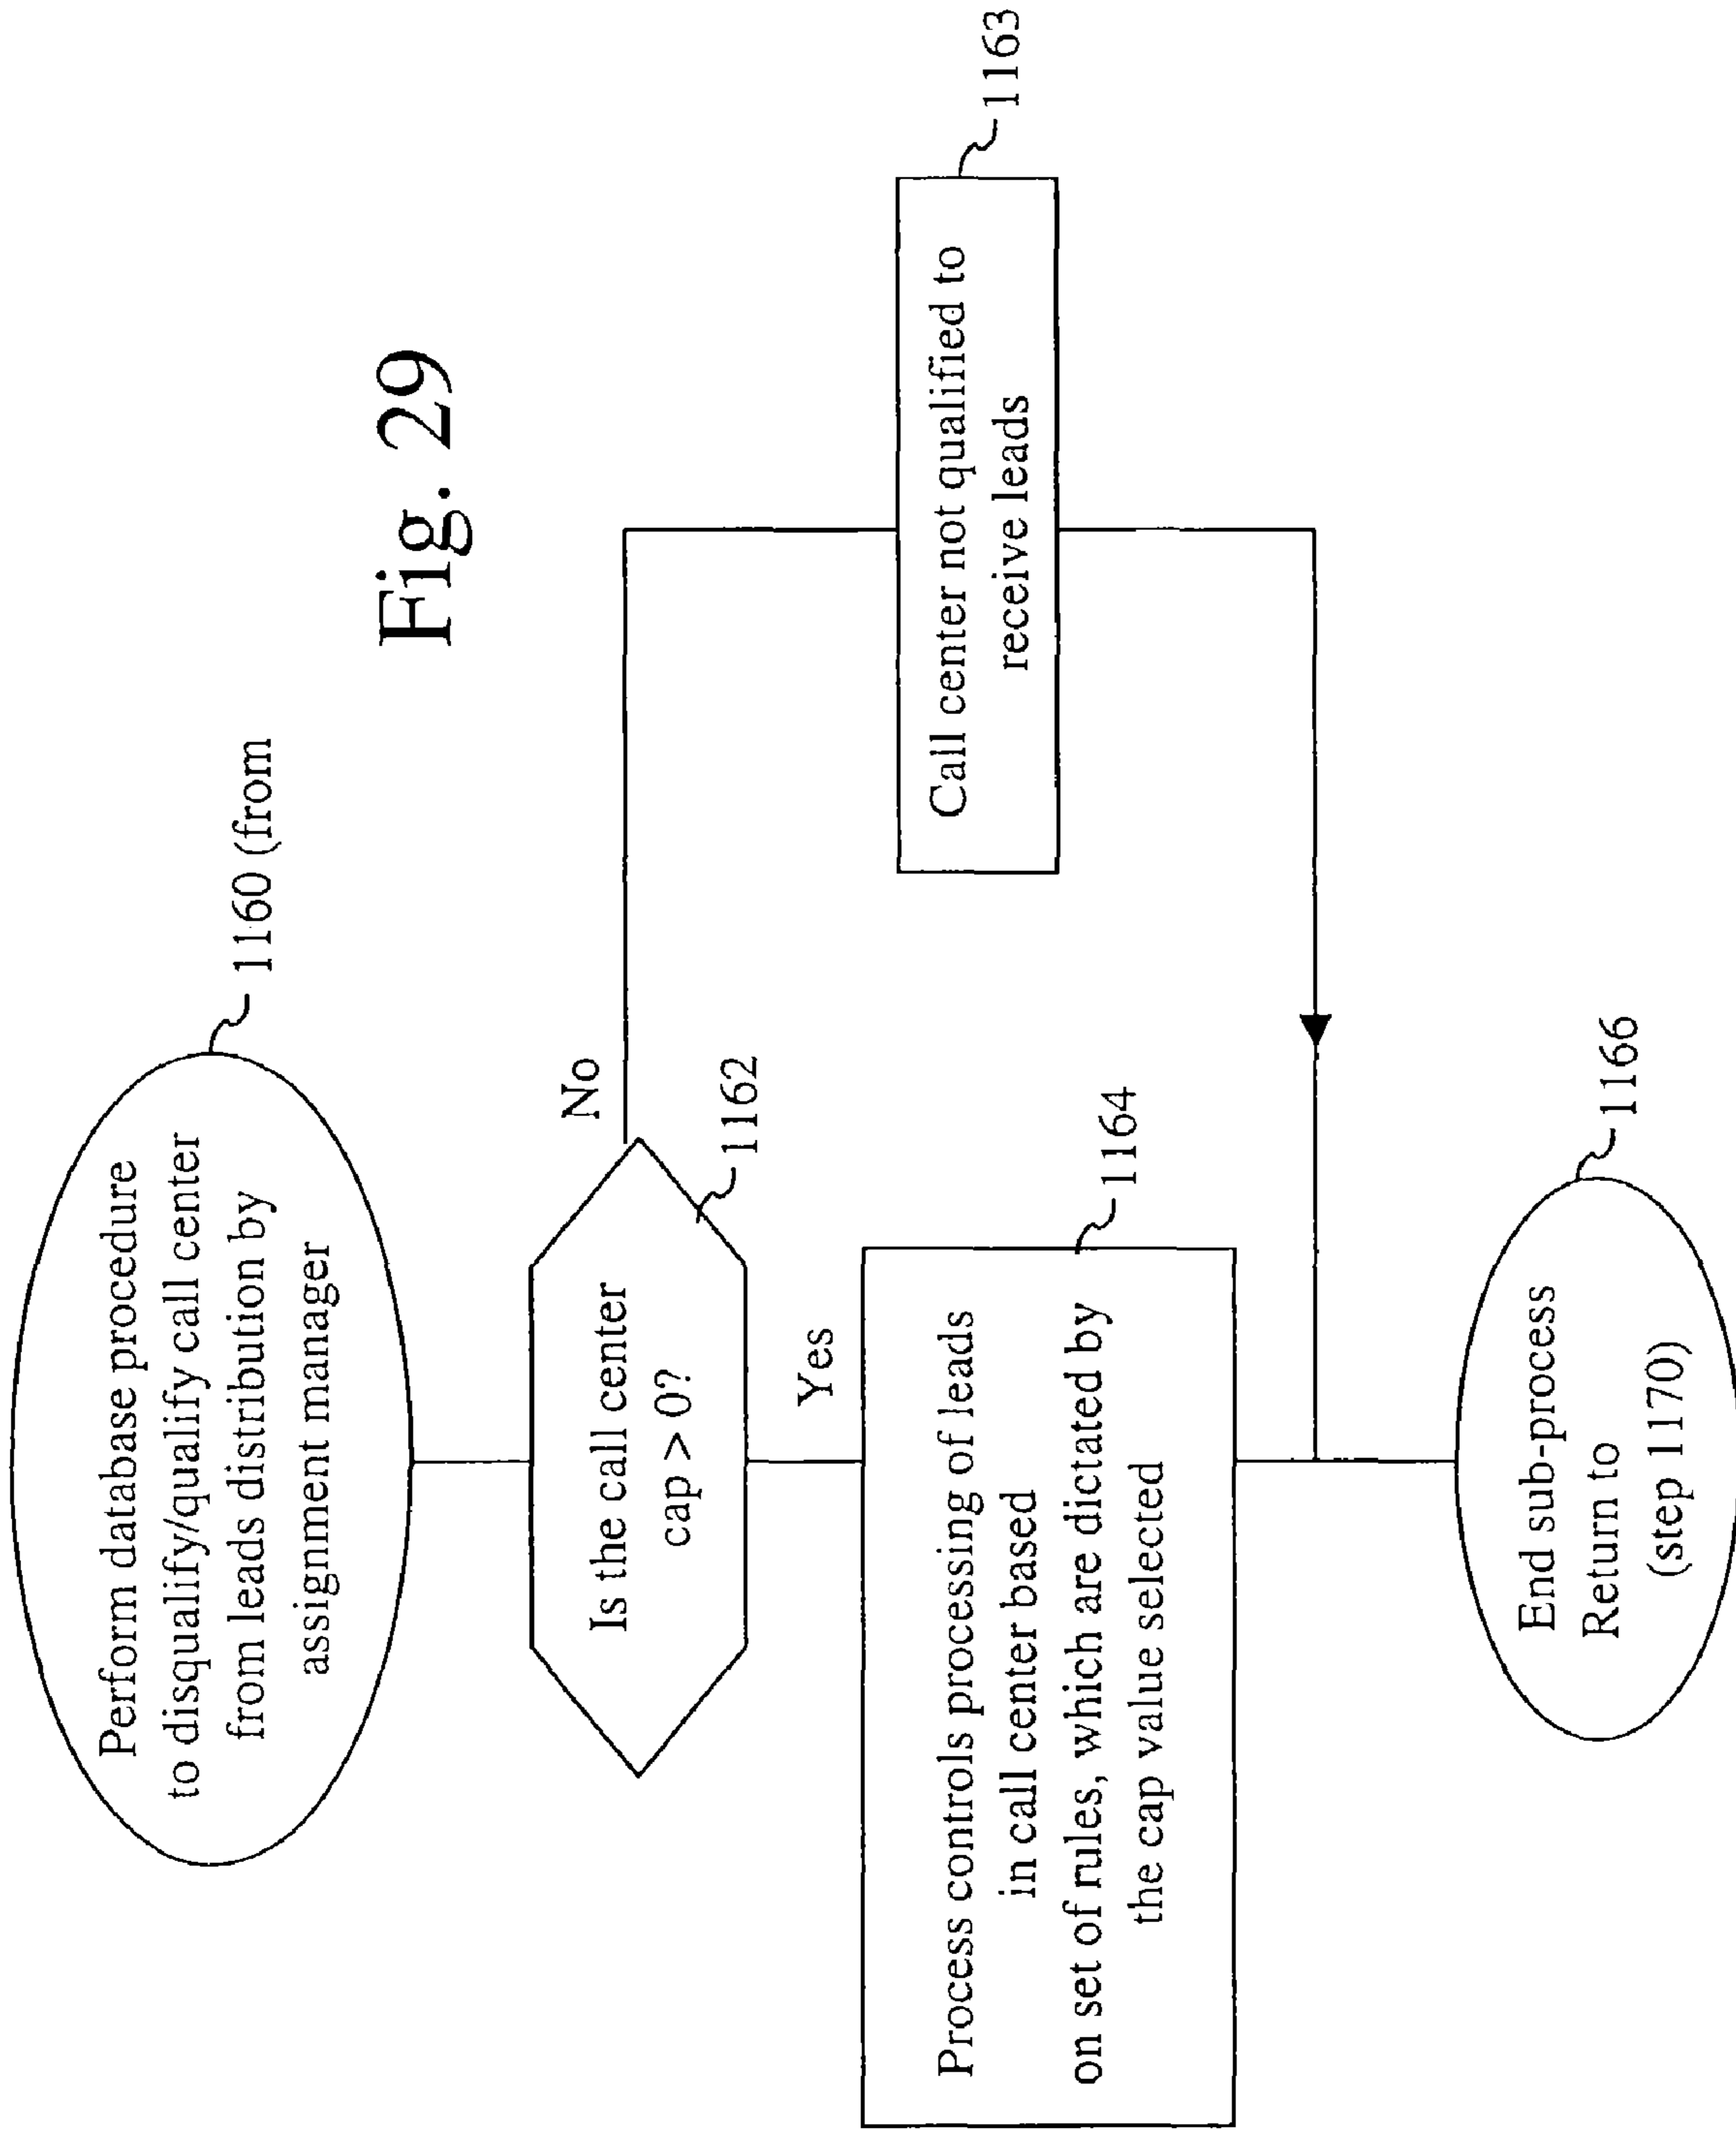 Fig. 29
Perform database procedure
to disqualify/qualify call center
from leads distribution by
assignment manager
1160 (from
Is the call center
cap > 0?
1162
No
Yes
Call center not qualified to
receive leads
1163
Process controls processing of leads
in call center based
on set of rules, which are dictated by
the cap value selected
1164
End sub-process
Return to
(step 1170)
1166